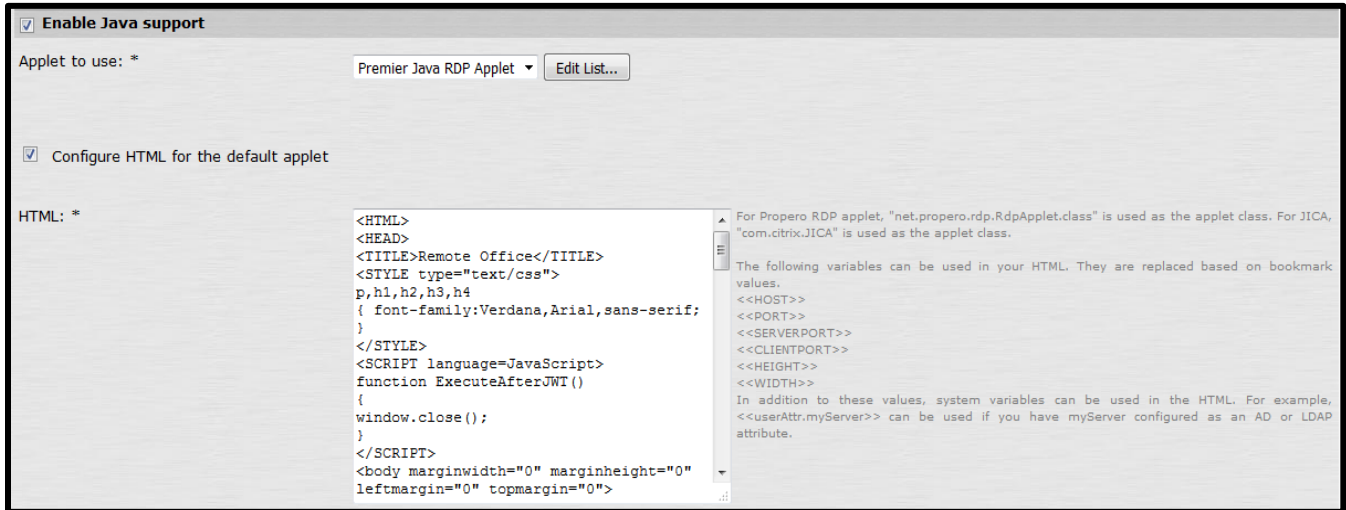 Enable Java support
Applet to use: *
Premier Java RDP Applet
Edit List...
Configure HTML for the default applet
HTML: *
<HTML>
<HEAD>
<TITLE>Remote Office</TITLE>
<STYLE type="text/css">
p,h1,h2,h3,h4
{ font-family:Verdana,Arial,sans-serif;
}
</STYLE>
<SCRIPT language=JavaScript>
function ExecuteAfterJWT()
{
window.close();
}
</SCRIPT>
<body marginwidth="0" marginheight="0"
leftmargin="0" topmargin="0">
For Propero RDP applet, "net.propero.rdp.RdpApplet.class" is used as the applet class. For JICA,
"com.citrix.JICA" is used as the applet class.
The following variables can be used in your HTML. They are replaced based on bookmark
values.
<<HOST>>
<<PORT>>
<<SERVERPORT>>
<<CLIENTPORT>>
<<HEIGHT>>
<<WIDTH>>
In addition to these values, system variables can be used in the HTML. For example,
<<userAttr.myServer>> can be used if you have myServer configured as an AD or LDAP
attribute.